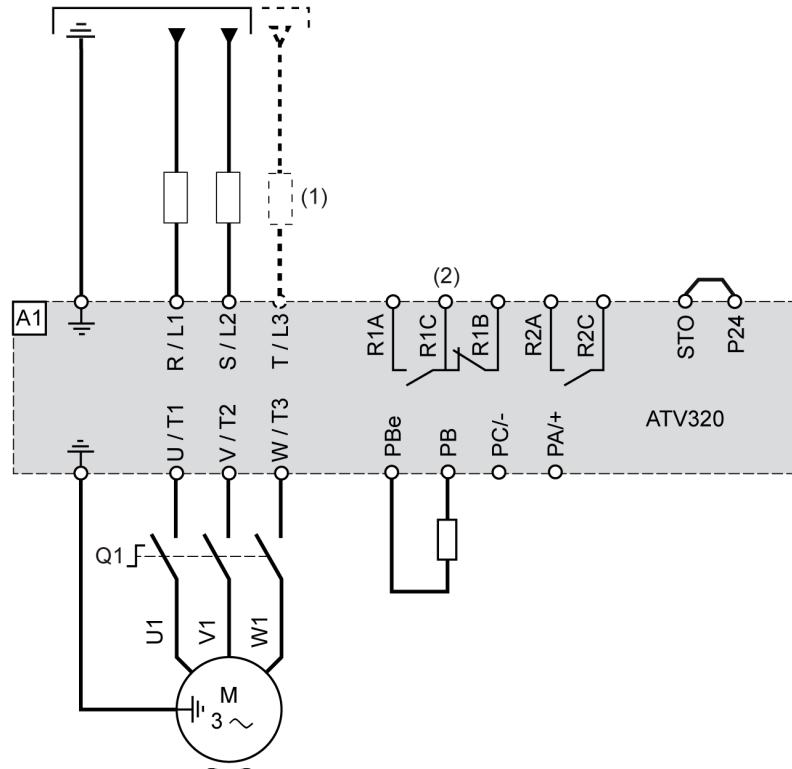 (1)
(2)
A1
R / L1
S / L2
T / L3
R1A
R1C
R1B
R2A
R2C
STO
P24
ATV320
U / T1
V / T2
W / T3
PBe
PB
PC/-
PA/+
Q1
U1
V1
W1
M
3 ~